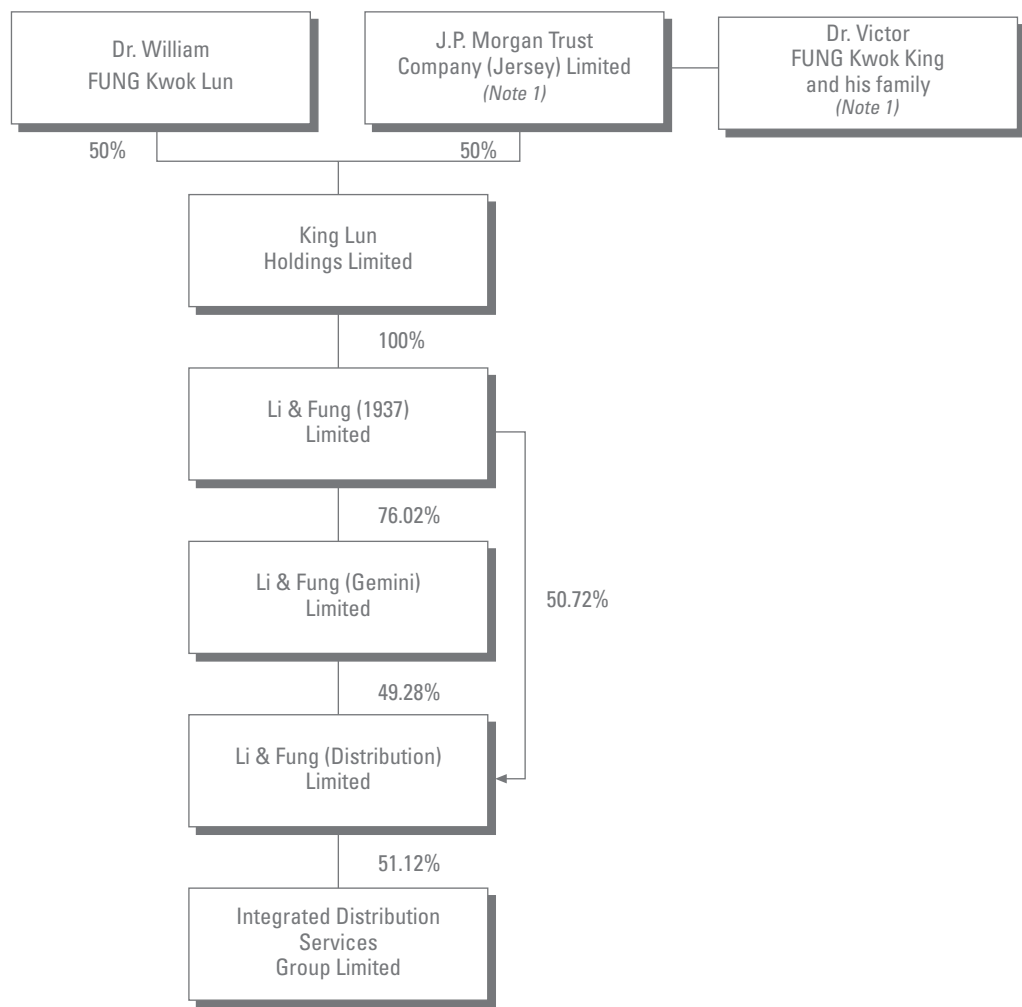 Dr. William
FUNG Kwok Lun
J.P. Morgan Trust
Company (Jersey) Limited
(Note 1)
Dr. Victor
FUNG Kwok King
and his family
(Note 1)
50%
50%
King Lun
Holdings Limited
100%
Li & Fung (1937)
Limited
76.02%
Li & Fung (Gemini)
Limited
50.72%
49.28%
Li & Fung (Distribution)
Limited
51.12%
Integrated Distribution
Services
Group Limited